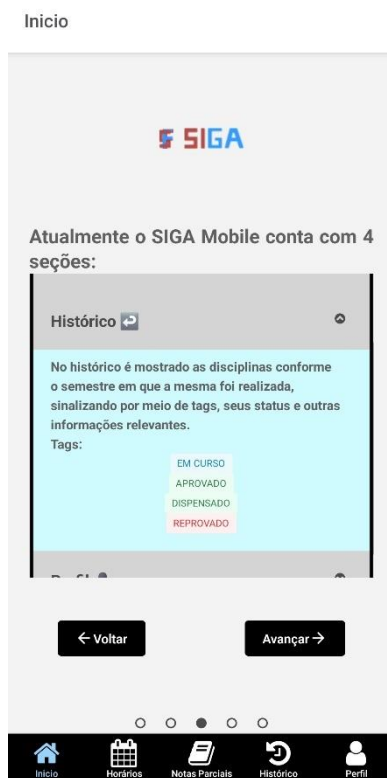 Inicio
SIGA
Atualmente o SIGA Mobile conta com 4
seções:
Histórico
No histórico é mostrado as disciplinas conforme
o semestre em que a mesma foi realizada,
sinalizando por meio de tags, seus status e outras
informações relevantes.
Tags:
EM CURSO
APROVADO
DISPENSADO
REPROVADO
← Voltar
Avançar →
Inicio
Horários
Notas Parciais
Histórico
Perfil